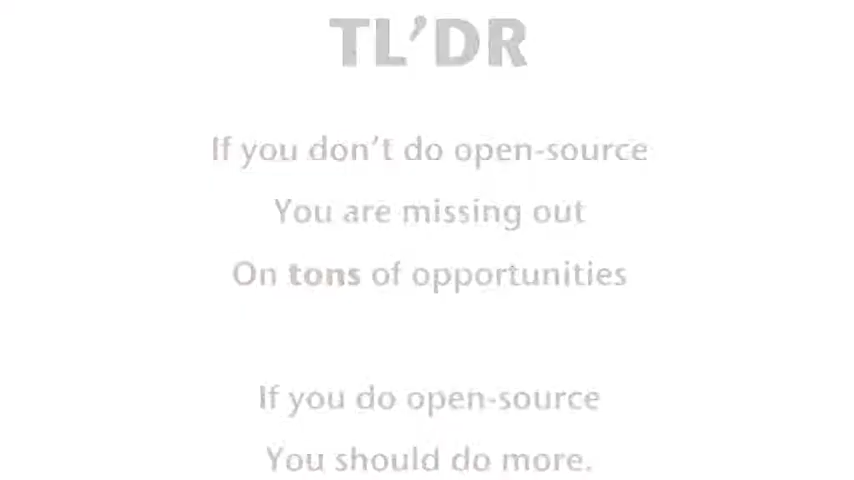 TL’DR
If you don’t do open-source
You are missing out
On tons of opportunities
If you do open-source
You should do more.